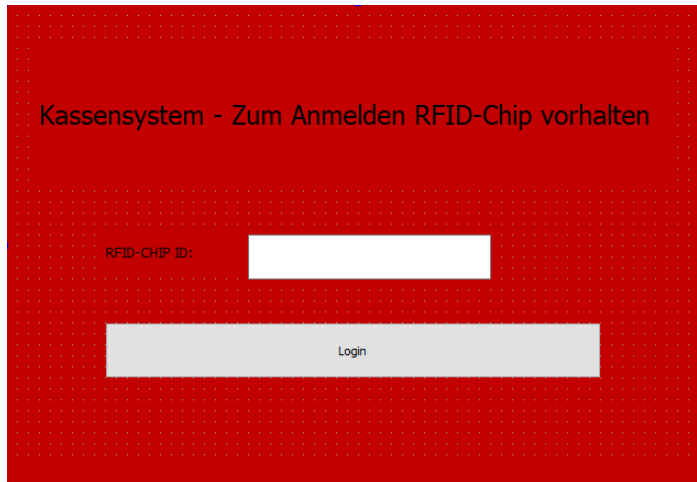 Kassensystem - Zum Anmelden RFID-Chip vorhalten
RFID-CHIP ID:
Login